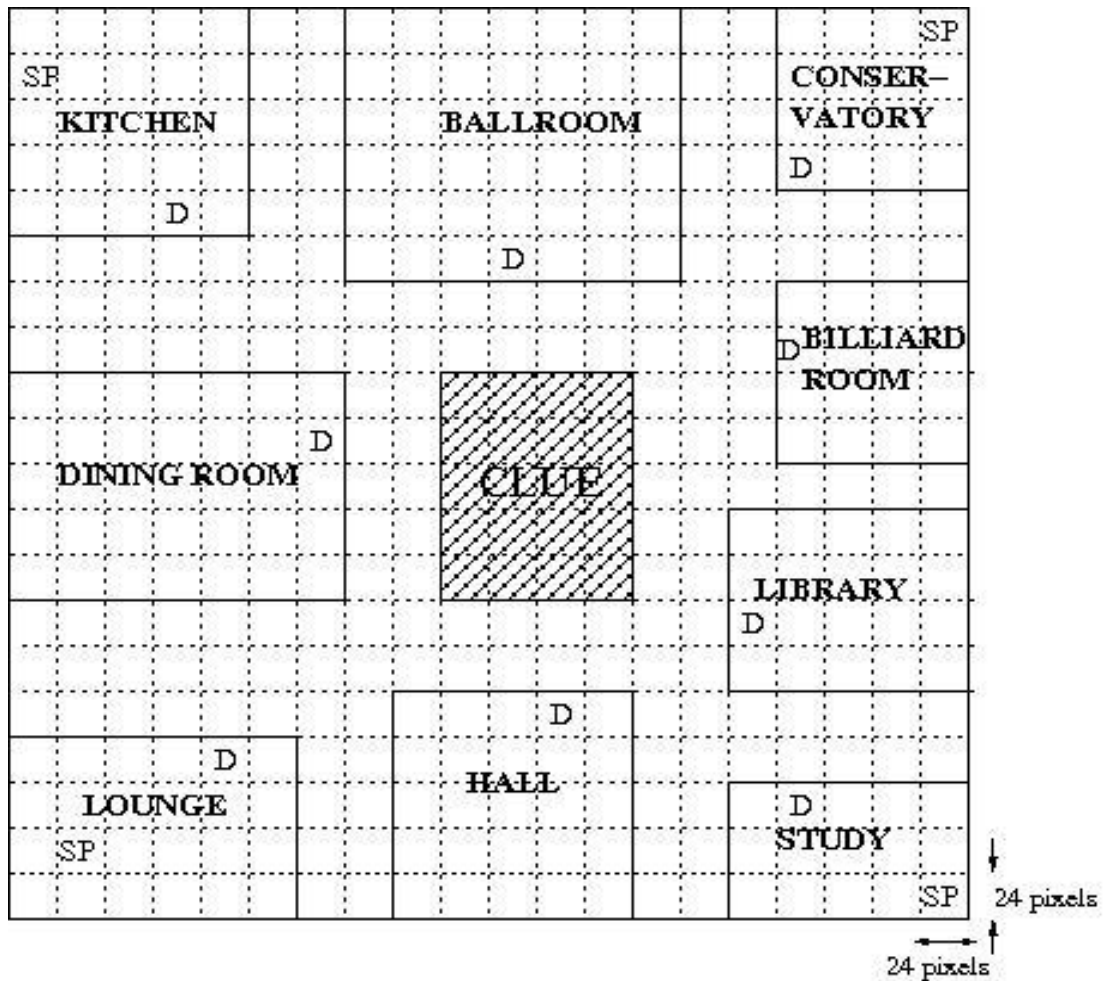 SP
SP
CONSER–
VATORY
KITCHEN
BALLROOM
D
D
D
D
BILLIARD
ROOM
D
DINING ROOM
CLUE
LIBRARY
D
D
D
HALL
LOUNGE
D
STUDY
SP
SP
24 pixels
24 pixels